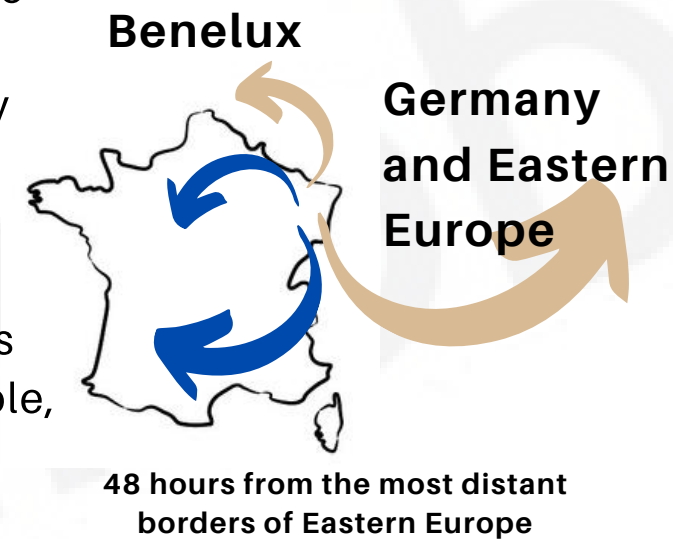 Benelux
Germany
and Eastern
Europe
48 hours from the most distant
borders of Eastern Europe